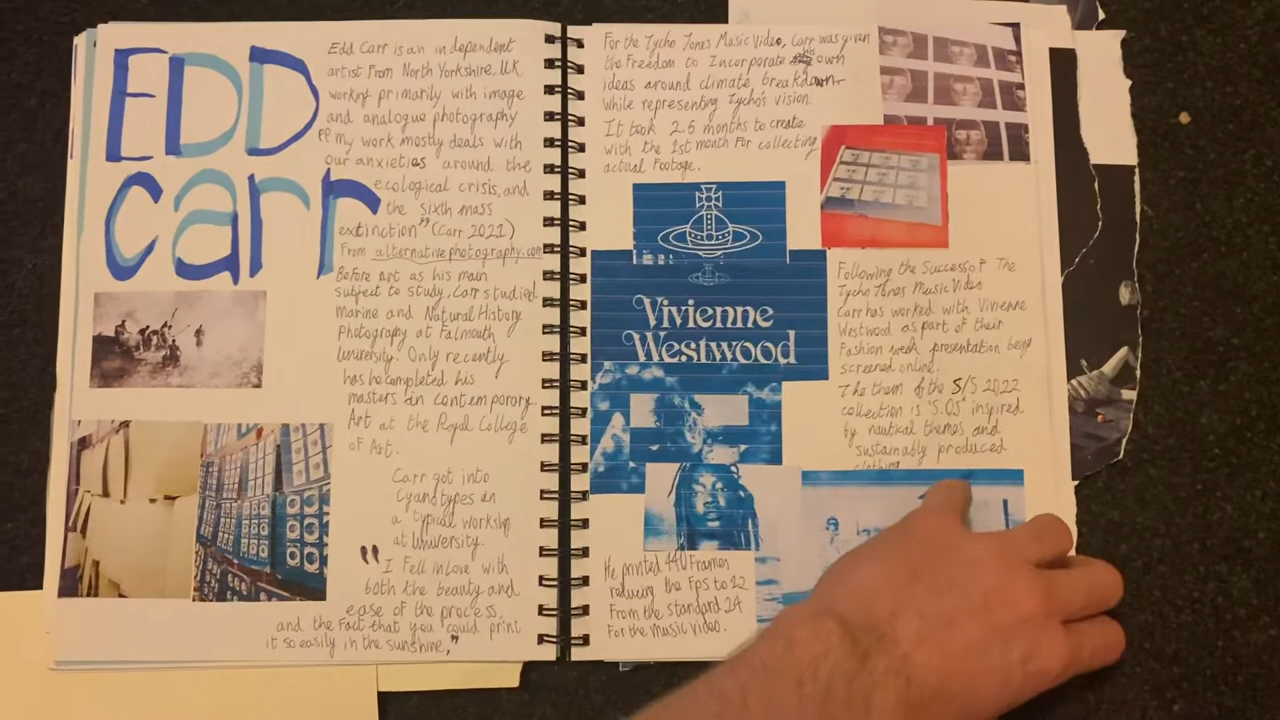 EDD
carr
Edd Carr is an independent
artist From North Yorkshire, U.K.
working primarily with image
and analogue photography
"my work mostly deals with
our anxieties around the
ecological crisis, and
the sixth mass
extinction" (Carr 2021)
From alternativephotography.com
Before art as his main
subject to study, Carr studied
marine and Natural History
Photography at Falmouth
University. Only recently
has he completed his
masters in contemporary
Art at the Royal College
of Art.
Carr got into
Cyanotypes in
a typical workshop
at University.
"I Fell in love with
both the beauty and
ease of the process,
and the fact that you could print
it so easily in the sunshine,"
For the Tycho Jones Music Video, Carr was given
the Freedom to Incorporate his own
ideas around climate breakdown
while representing Tycho's vision.
It took 2.5 months to create
with the 1st month For collecting
actual Footage.
Vivienne
Westwood
Following the Success of The
Tycho Jones Music Video
Carr has worked with Vivienne
Westwood as part of their
Fashion week presentation being
screened online.
The them of the S/S 2022
collection is 'S.OS' inspired
by nautical themes and
sustainably produced
clothing
He printed 440 Frames
reducing the Fps to 12
From the standard 24
For the music video.